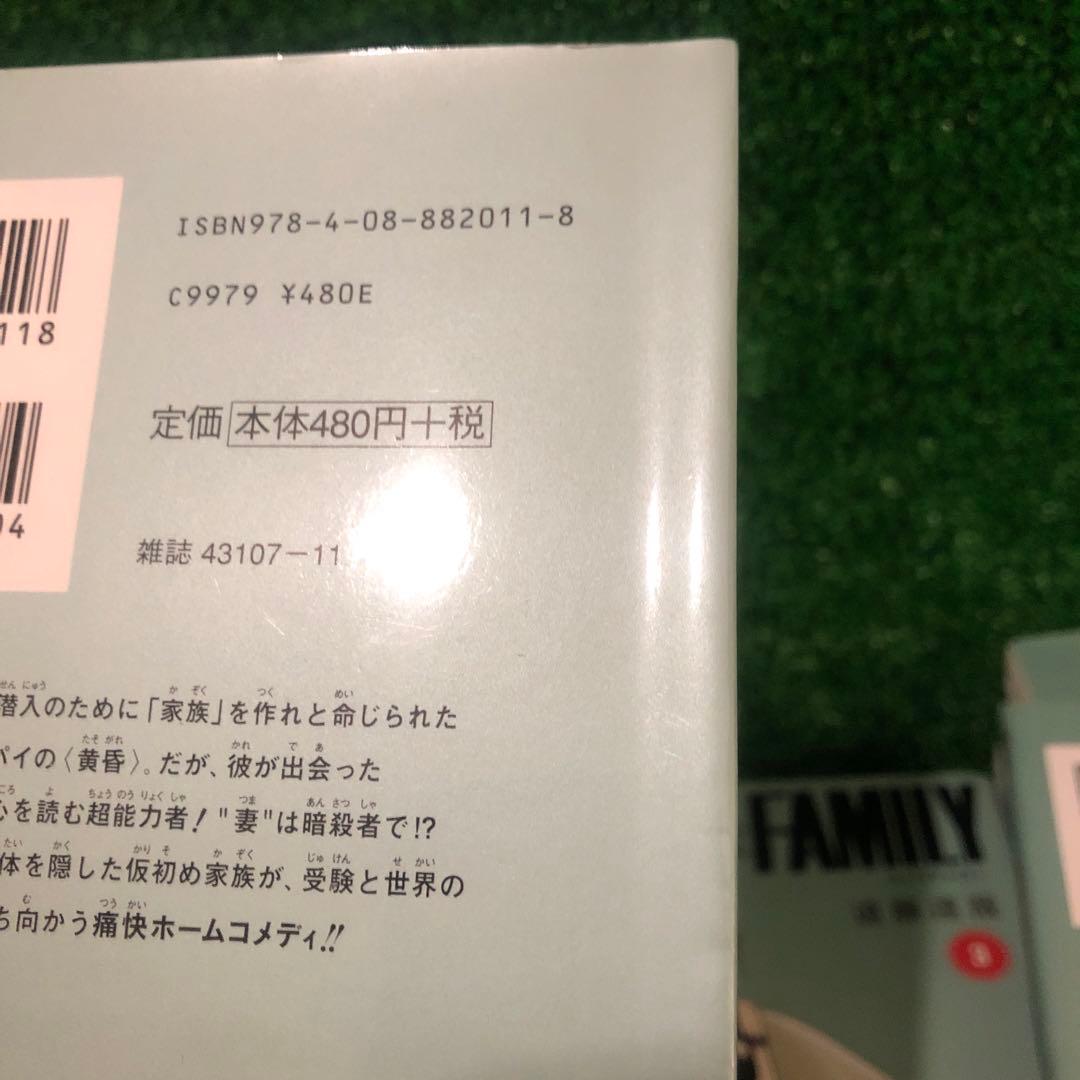 ISBN978-4-08-882011-8
C9979 ¥480E
118
定価 本体480円+税
04
雑誌 43107-11
潜入のために「家族」を作れと命じられた
パイの〈黄昏〉。だが、彼が出会った
心を読む超能力者! "妻"は暗殺者で!?
体を隠した仮初め家族が、受験と世界の
ち向かう痛快ホームコメディ!!
FAMILY
3